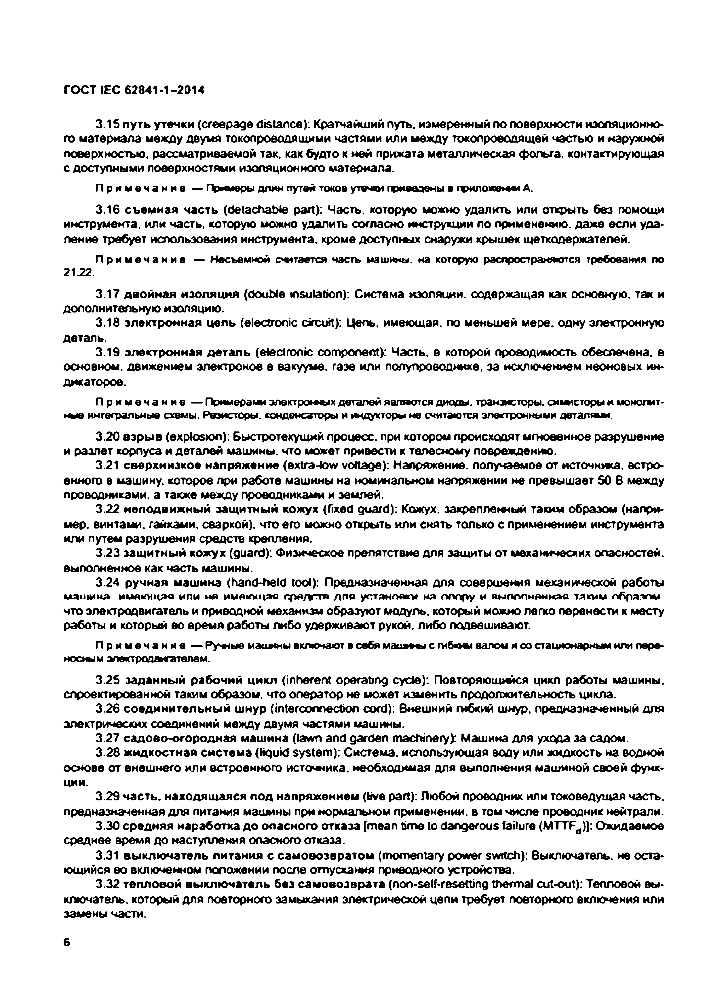 ГОСТ IEC 62841-1–2014
3.15 путь утечки (creepage distance): Кратчайший путь, измеренный по поверхности изоляционно-
го материала между двумя токопроводящими частями или между токопроводящей частью и наружной
поверхностью, рассматриваемой так, как будто к ней прижата металлическая фольга, контактирующая
с доступными поверхностями изоляционного материала.
Примечание — Примеры длин путей токов утечки приведены в приложении А.
3.16 съемная часть (detachable part): Часть, которую можно удалить или открыть без помощи
инструмента, или часть, которую можно удалить согласно инструкции по применению, даже если уда-
ление требует использования инструмента, кроме доступных снаружи крышек щеткодержателей.
Примечание — Несъемной считается часть машины, на которую распространяются требования по
21.22.
3.17 двойная изоляция (double insulation): Система изоляции, содержащая как основную, так и
дополнительную изоляцию.
3.18 электронная цепь (electronic circuit): Цепь, имеющая, по меньшей мере, одну электронную
деталь.
3.19 электронная деталь (electronic component): Часть, в которой проводимость обеспечена, в
основном, движением электронов в вакууме, газе или полупроводнике, за исключением неоновых ин-
дикаторов.
Примечание — Примерами электронных деталей являются диоды, транзисторы, симисторы и монолит-
ные интегральные схемы. Резисторы, конденсаторы и индукторы не считаются электронными деталями.
3.20 взрыв (explosion): Быстротекущий процесс, при котором происходят мгновенное разрушение
и разлет корпуса и деталей машины, что может привести к телесному повреждению.
3.21 сверхнизкое напряжение (extra-low voltage): Напряжение, получаемое от источника, встро-
енного в машину, которое при работе машины на номинальном напряжении не превышает 50 В между
проводниками, а также между проводниками и землей.
3.22 неподвижный защитный кожух (fixed guard): Кожух, закрепленный таким образом (напри-
мер, винтами, гайками, сваркой), что его можно открыть или снять только с применением инструмента
или путем разрушения средств крепления.
3.23 защитный кожух (guard): Физическое препятствие для защиты от механических опасностей,
выполненное как часть машины.
3.24 ручная машина (hand-held tool): Предназначенная для совершения механической работы
машина имеющая или не имеющая средств для установки на опору и выполненная таким образом
что электродвигатель и приводной механизм образуют модуль, который можно легко перенести к месту
работы и который во время работы либо удерживают рукой, либо подвешивают.
Примечание — Ручные машины включают в себя машины с гибким валом и со стационарным или пере-
носным электродвигателем.
3.25 заданный рабочий цикл (inherent operating cycle): Повторяющийся цикл работы машины,
спроектированной таким образом, что оператор не может изменить продолжительность цикла.
3.26 соединительный шнур (interconnection cord): Внешний гибкий шнур, предназначенный для
электрических соединений между двумя частями машины.
3.27 садово-огородная машина (lawn and garden machinery): Машина для ухода за садом.
3.28 жидкостная система (liquid system): Система, использующая воду или жидкость на водной
основе от внешнего или встроенного источника, необходимая для выполнения машиной своей функ-
ции.
3.29 часть, находящаяся под напряжением (live part): Любой проводник или токоведущая часть,
предназначенная для питания машины при нормальном применении, в том числе проводник нейтрали.
3.30 средняя наработка до опасного отказа [mean time to dangerous failure (MTTFd)]: Ожидаемое
среднее время до наступления опасного отказа.
3.31 выключатель питания с самовозвратом (momentary power switch): Выключатель, не оста-
ющийся во включенном положении после отпускания приводного устройства.
3.32 тепловой выключатель без самовозврата (non-self-resetting thermal cut-out): Тепловой вы-
ключатель, который для повторного замыкания электрической цепи требует повторного включения или
замены части.
6